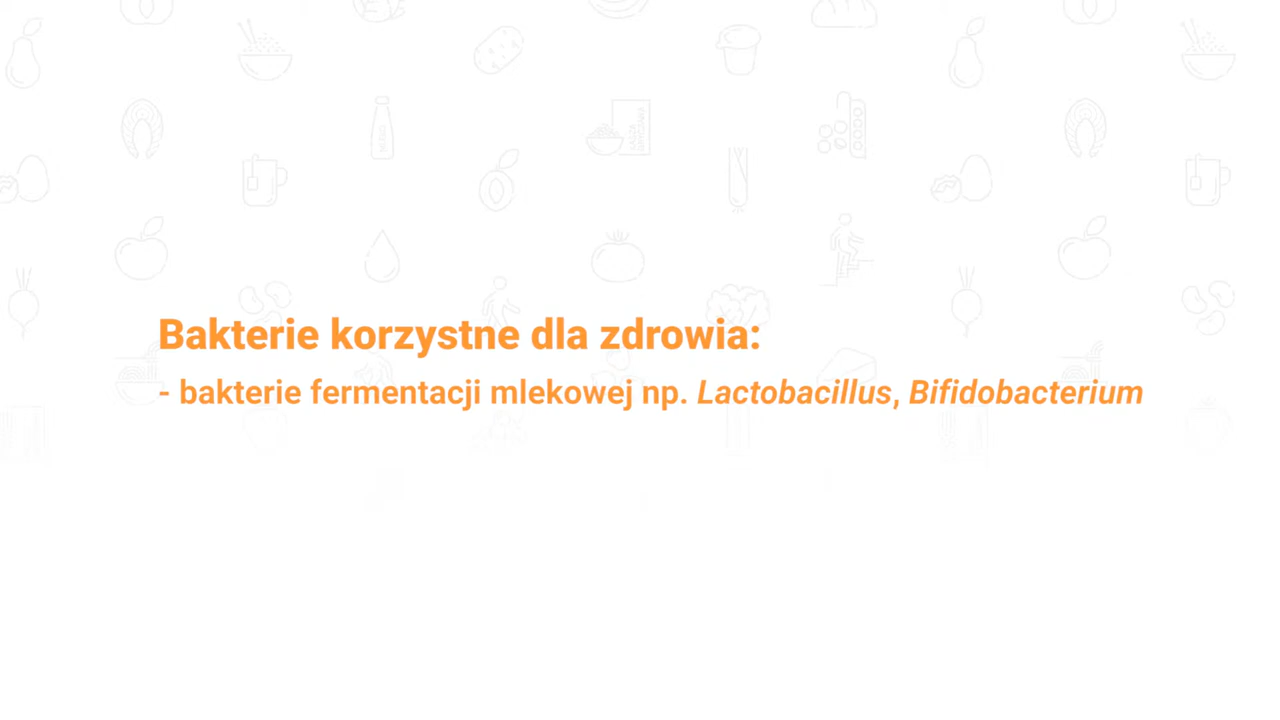 Bakterie korzystne dla zdrowia:
- bakterie fermentacji mlekowej np. Lactobacillus, Bifidobacterium